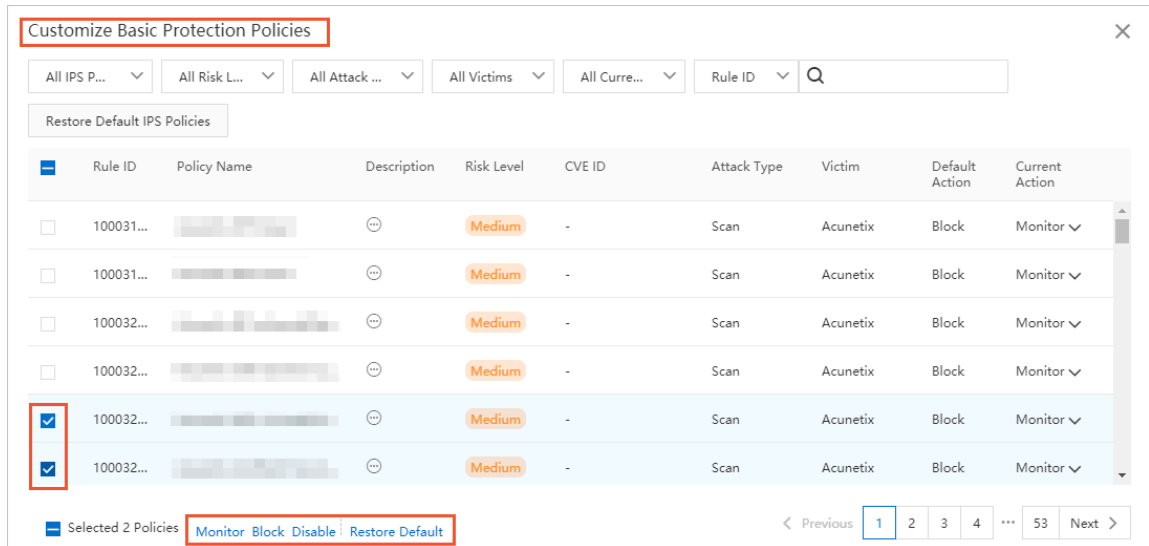 Customize Basic Protection Policies
All IPS P... All Risk L... All Attack ... All Victims All Curre... Rule ID
Restore Default IPS Policies
Rule ID Policy Name Description Risk Level CVE ID Attack Type Victim Default Action Current Action
100031... Medium - Scan Acunetix Block Monitor
100031... Medium - Scan Acunetix Block Monitor
100032... Medium - Scan Acunetix Block Monitor
100032... Medium - Scan Acunetix Block Monitor
100032... Medium - Scan Acunetix Block Monitor
100032... Medium - Scan Acunetix Block Monitor
Selected 2 Policies Monitor Block Disable Restore Default < Previous 1 2 3 4 ··· 53 Next >